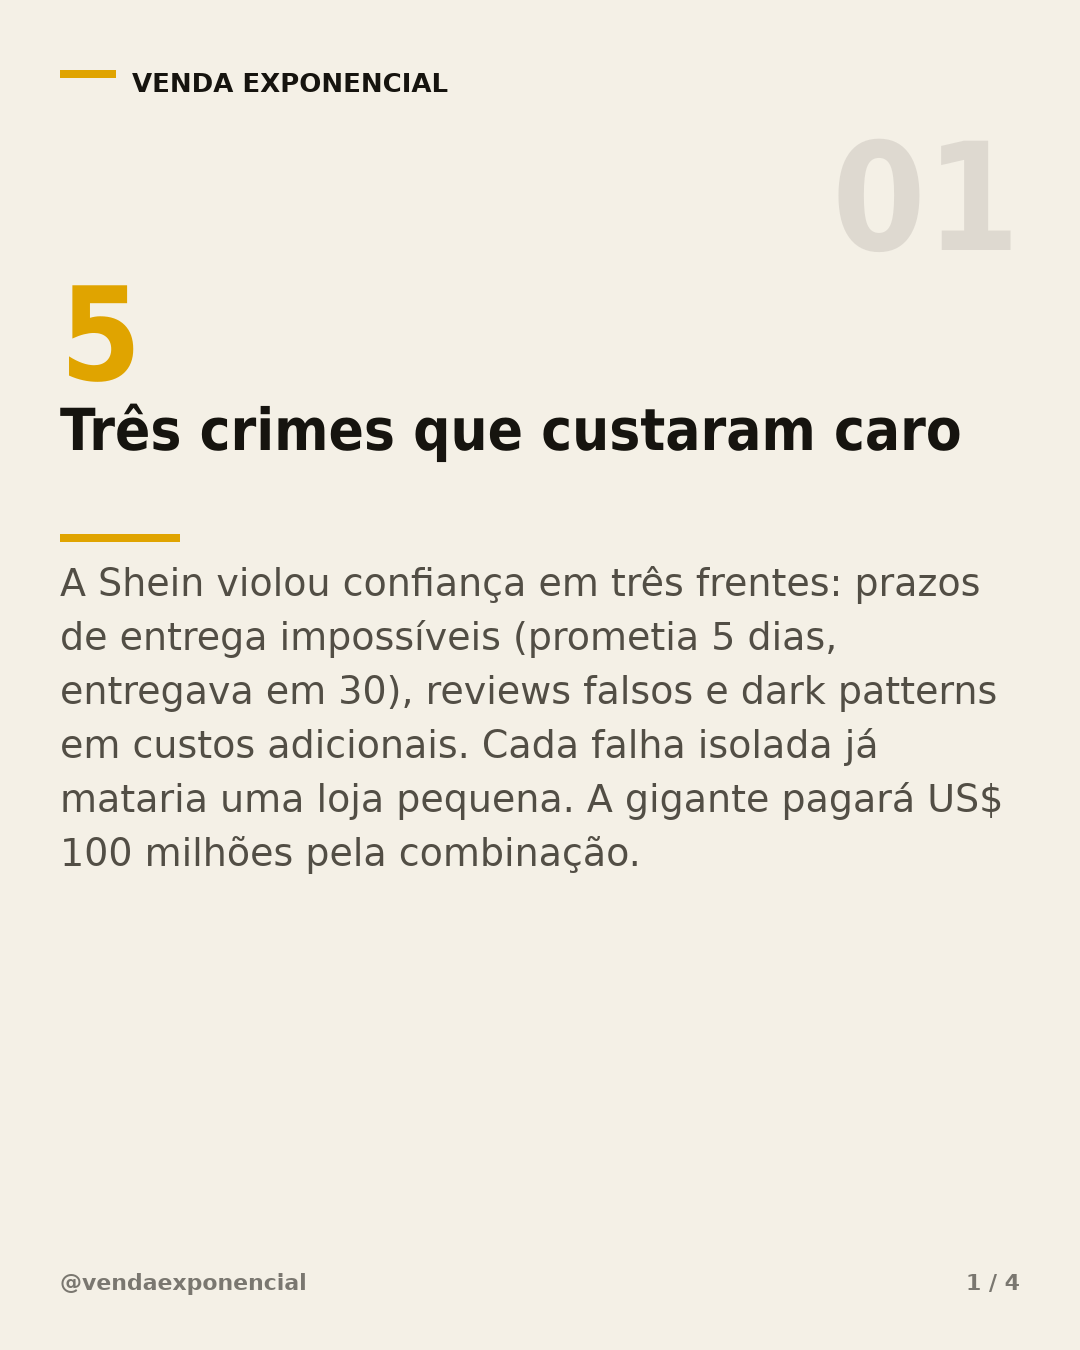 VENDA EXPONENCIAL
01
5
Três crimes que custaram caro
A Shein violou confiança em três frentes: prazos
de entrega impossíveis (prometia 5 dias,
entregava em 30), reviews falsos e dark patterns
em custos adicionais. Cada falha isolada já
mataria uma loja pequena. A gigante pagará US$
100 milhões pela combinação.
@vendaexponencial
1 / 4